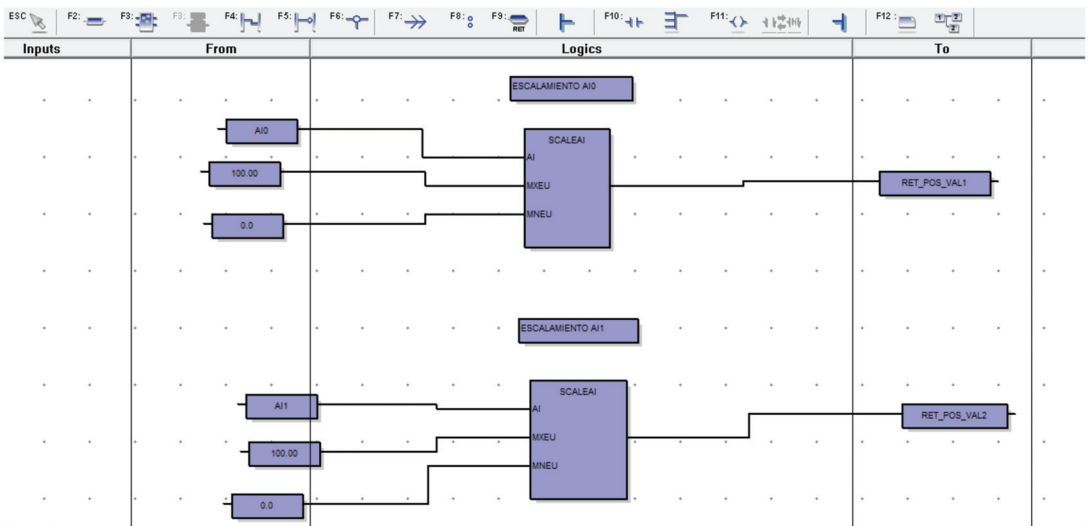 ESC F2: F3: F3: F4: F5: F6: F7: F8: F9: RET F10: F11: F12:
Inputs From Logics To
ESCALAMIENTO AI0
AI0
SCALEAI
AI
100.00
MXEU
RET_POS_VAL1
MNEU
0.0
ESCALAMIENTO AI1
SCALEAI
AI1
AI
RET_POS_VAL2
MXEU
100.00
MNEU
0.0